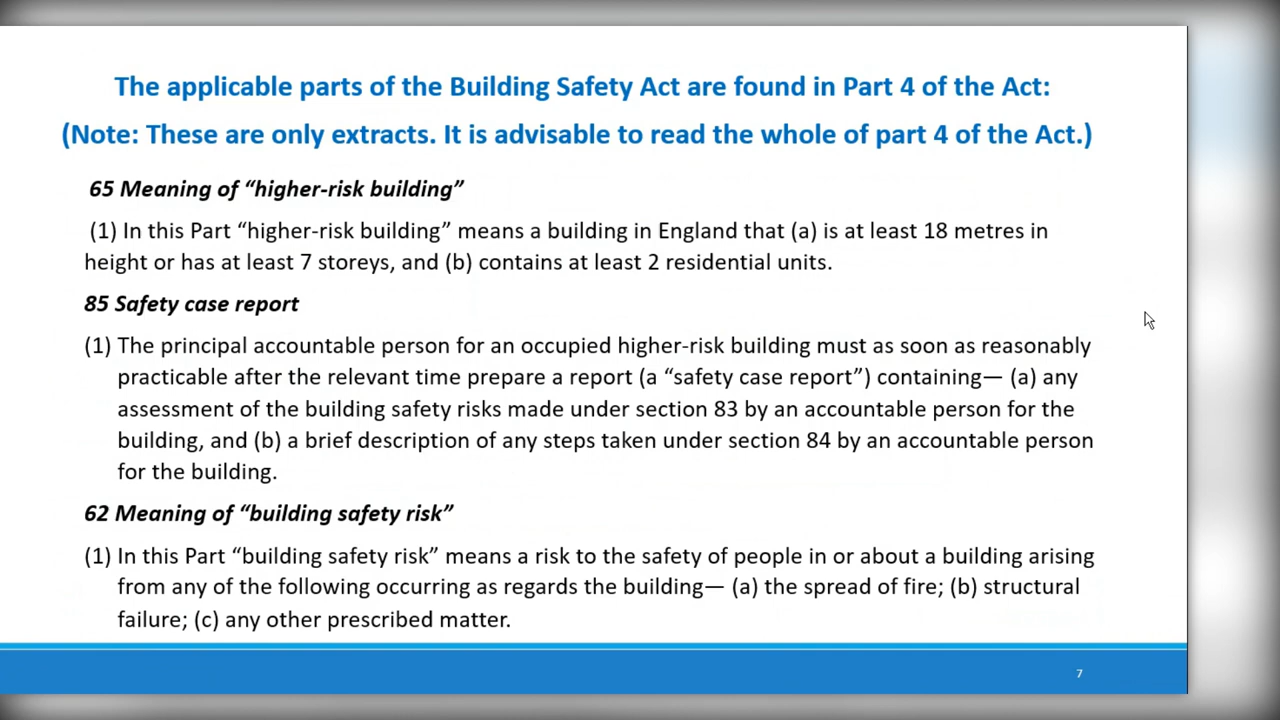 The applicable parts of the Building Safety Act are found in Part 4 of the Act:
(Note: These are only extracts. It is advisable to read the whole of part 4 of the Act.)
65 Meaning of “higher-risk building”
(1) In this Part “higher-risk building” means a building in England that (a) is at least 18 metres in
height or has at least 7 storeys, and (b) contains at least 2 residential units.
85 Safety case report
(1) The principal accountable person for an occupied higher-risk building must as soon as reasonably
practicable after the relevant time prepare a report (a “safety case report”) containing— (a) any
assessment of the building safety risks made under section 83 by an accountable person for the
building, and (b) a brief description of any steps taken under section 84 by an accountable person
for the building.
62 Meaning of “building safety risk”
(1) In this Part “building safety risk” means a risk to the safety of people in or about a building arising
from any of the following occurring as regards the building— (a) the spread of fire; (b) structural
failure; (c) any other prescribed matter.
7